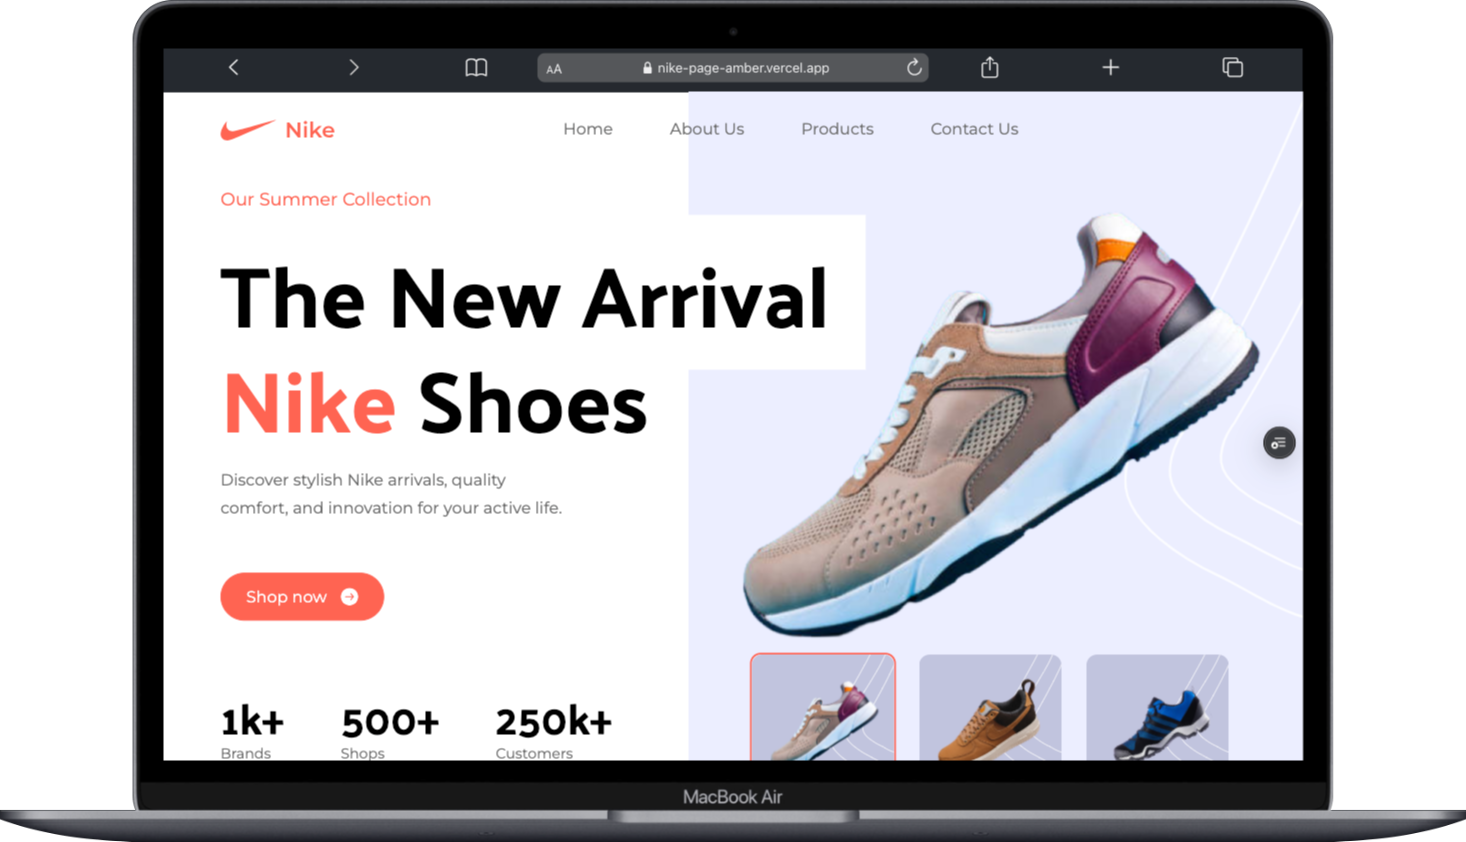 AA nike-page-amber.vercel.app
Nike Home About Us Products Contact Us
Our Summer Collection
The New Arrival
Nike Shoes
Discover stylish Nike arrivals, quality
comfort, and innovation for your active life.
Shop now
1k+ 500+ 250k+
Brands Shops Customers
MacBook Air